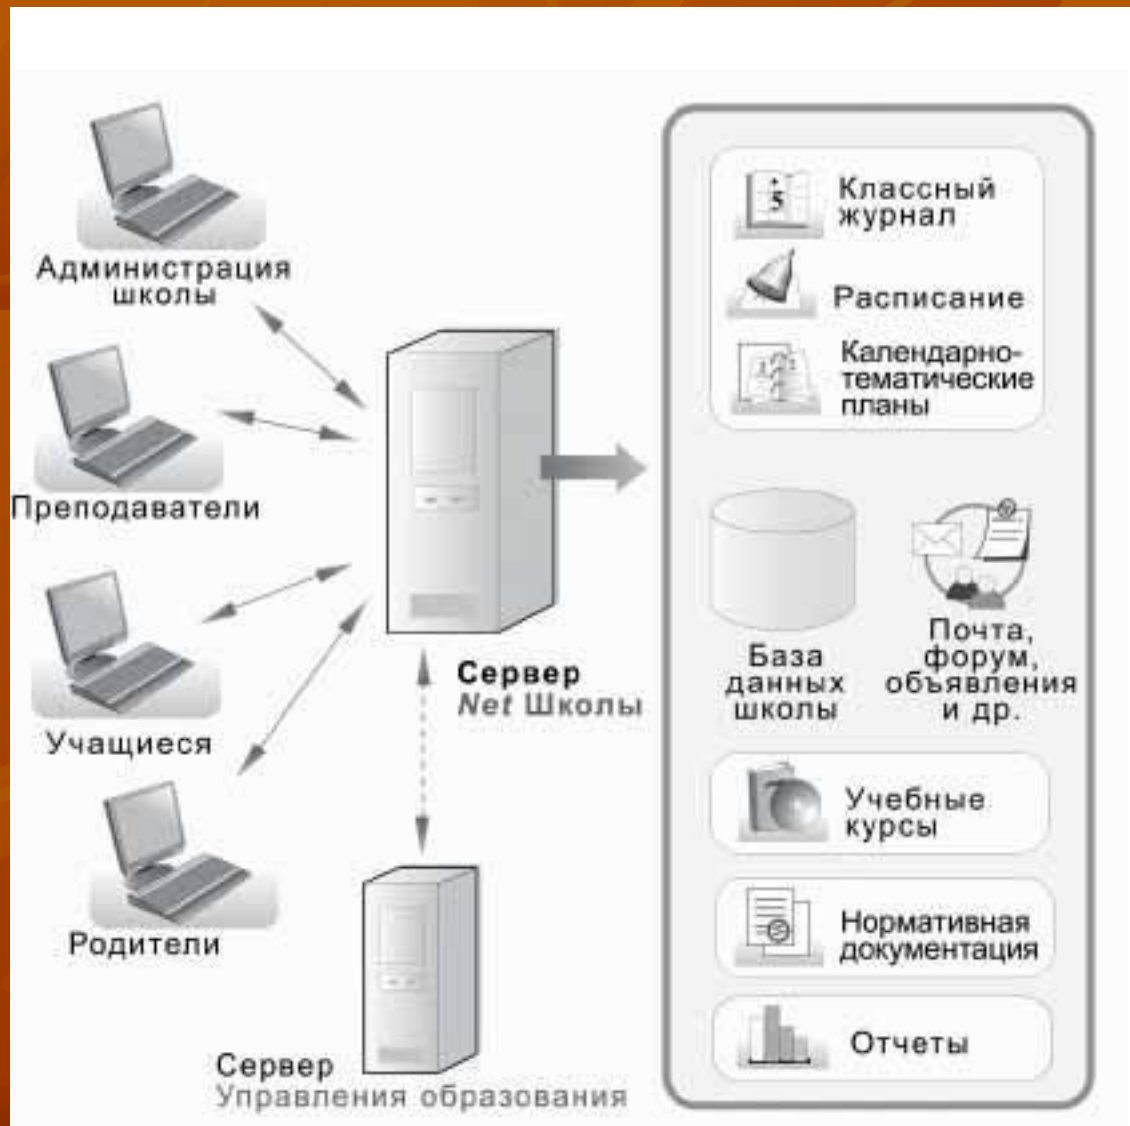 Администрация
школы
Преподаватели
Учащиеся
Родители
Сервер
Net Школы
Сервер
Управления образования
+
5
Классный
журнал
Расписание
Календарно-
тематические
планы
База
данных
школы
Почта,
форум,
объявления
и др.
Учебные
курсы
Нормативная
документация
Отчеты